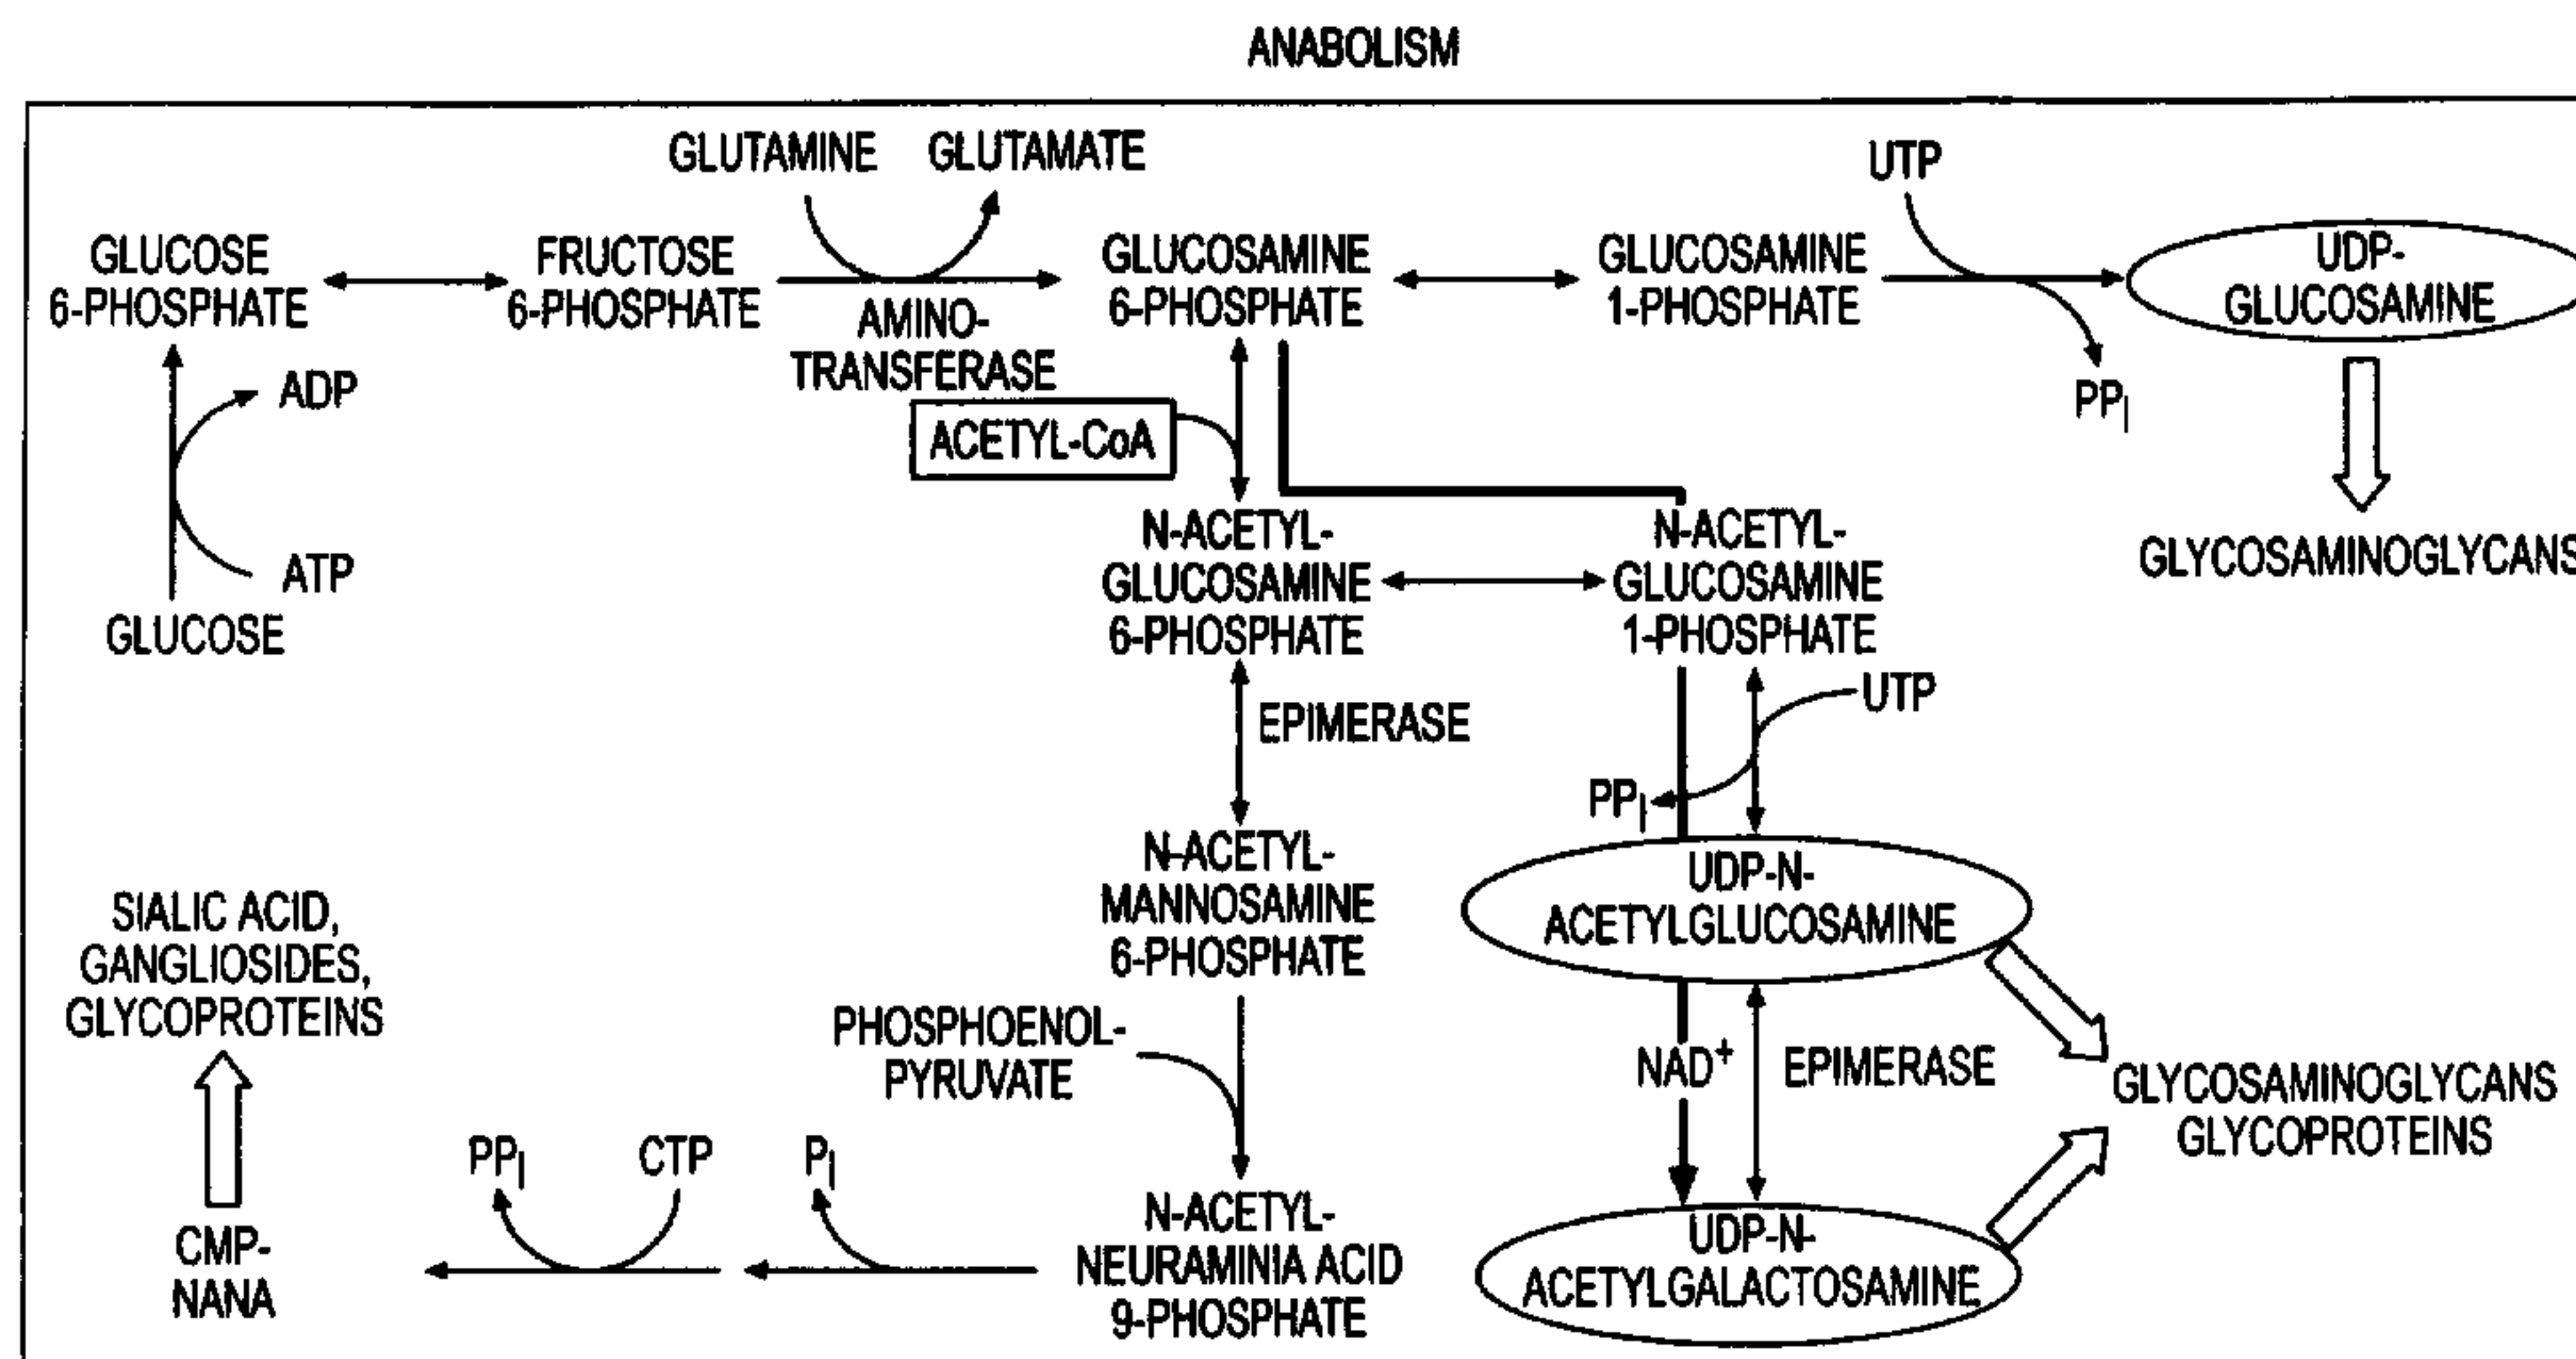 ANABOLISM
GLUTAMINE
GLUTAMATE
UTP
GLUCOSE
6-PHOSPHATE
FRUCTOSE
6-PHOSPHATE
AMINO-
TRANSFERASE
GLUCOSAMINE
6-PHOSPHATE
GLUCOSAMINE
1-PHOSPHATE
UDP-
GLUCOSAMINE
PPI
ADP
ATP
GLUCOSE
ACETYL-CoA
GLYCOSAMINOGLYCANS
N-ACETYL-
GLUCOSAMINE
6-PHOSPHATE
N-ACETYL-
GLUCOSAMINE
1-PHOSPHATE
EPIMERASE
UTP
PPI
N-ACETYL-
MANNOSAMINE
6-PHOSPHATE
UDP-N-
ACETYLGLUCOSAMINE
SIALIC ACID,
GANGLIOSIDES,
GLYCOPROTEINS
PHOSPHOENOL-
PYRUVATE
NAD+
EPIMERASE
GLYCOSAMINOGLYCANS
GLYCOPROTEINS
PPI
CTP
PI
CMP-
NANA
N-ACETYL-
NEURAMINIA ACID
9-PHOSPHATE
UDP-N-
ACETYLGALACTOSAMINE